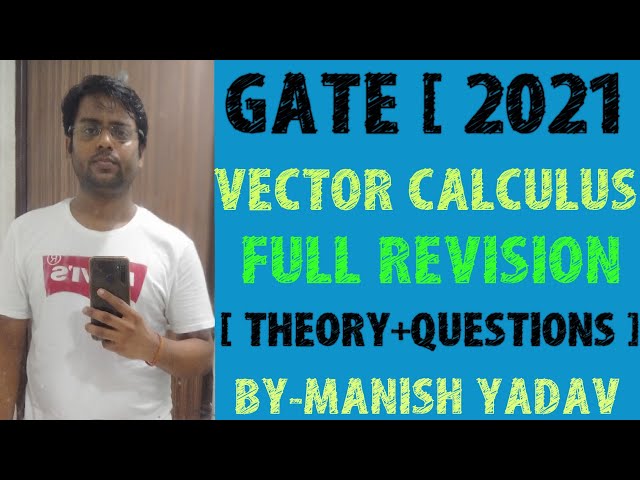 GATE [ 2021
VECTOR CALCULUS
FULL REVISION
[ THEORY+QUESTIONS ]
BY-MANISH YADAV